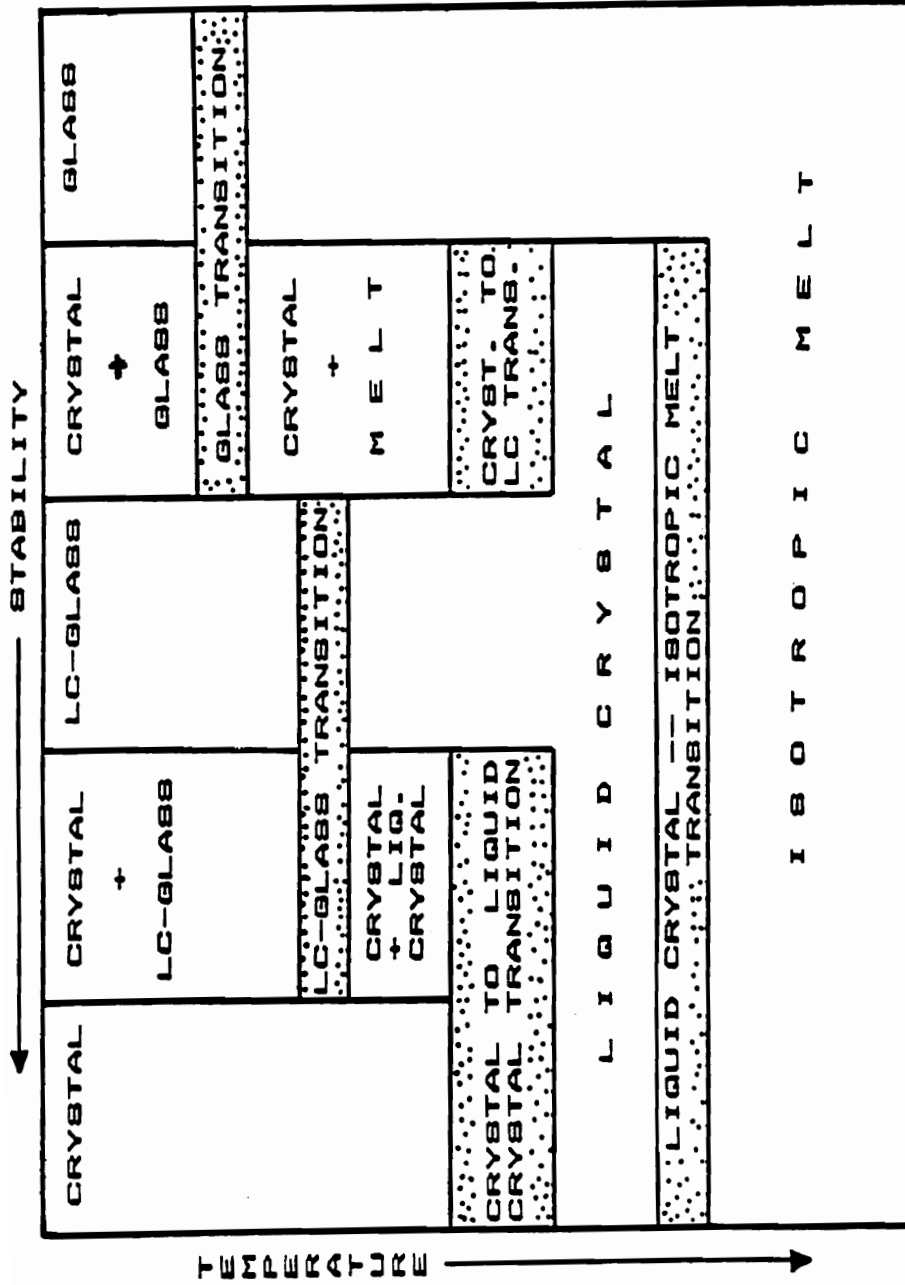 STABILITY
TEMPERATURE
CRYSTAL
CRYSTAL
+
LC-GLASS
LC-GLASS
CRYSTAL
+
GLASS
GLASS
GLASS TRANSITION
LC-GLASS TRANSITION
CRYSTAL
+
MELT
CRYSTAL
+ LIQ.
CRYSTAL
CRYSTAL TO LIQUID
CRYSTAL TRANSITION
CRYST. TO
LC TRANS.
LIQUID CRYSTAL
LIQUID CRYSTAL -- ISOTROPIC MELT
TRANSITION
ISOTROPIC MELT